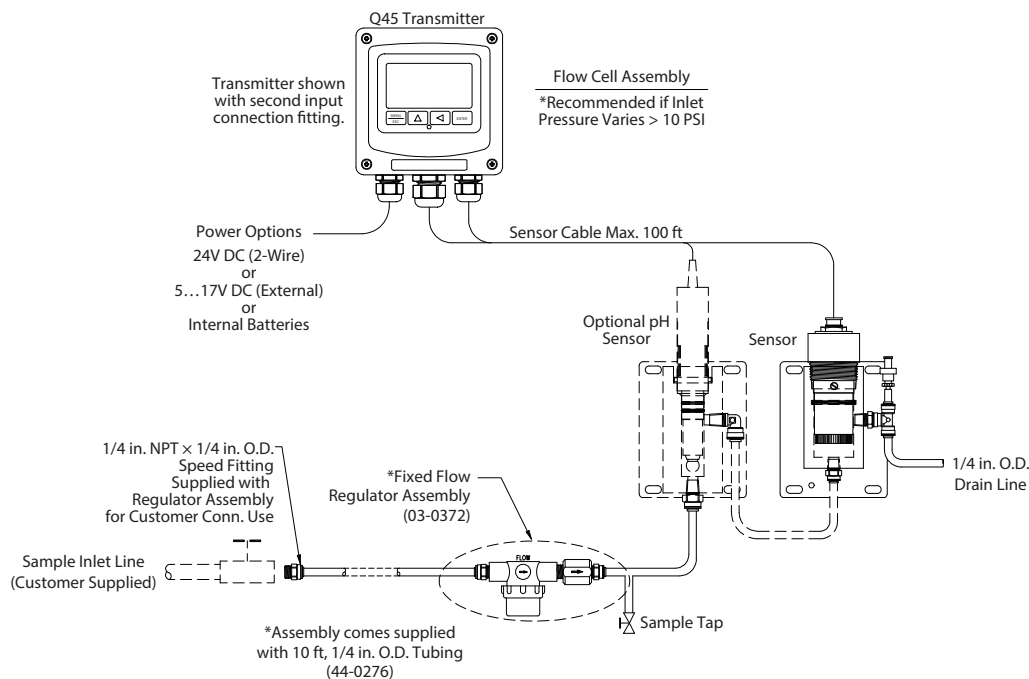 Q45 Transmitter
Transmitter shown
with second input
connection fitting.
Flow Cell Assembly
*Recommended if Inlet
Pressure Varies > 10 PSI
MENU
ESC
ENTER
Power Options
24V DC (2-Wire)
or
5…17V DC (External)
or
Internal Batteries
Sensor Cable Max. 100 ft
Optional pH
Sensor
Sensor
1/4 in. O.D.
Drain Line
1/4 in. NPT × 1/4 in. O.D.
Speed Fitting
Supplied with
Regulator Assembly
for Customer Conn. Use
*Fixed Flow
Regulator Assembly
(03-0372)
Sample Inlet Line
(Customer Supplied)
FLOW
Sample Tap
*Assembly comes supplied
with 10 ft, 1/4 in. O.D. Tubing
(44-0276)